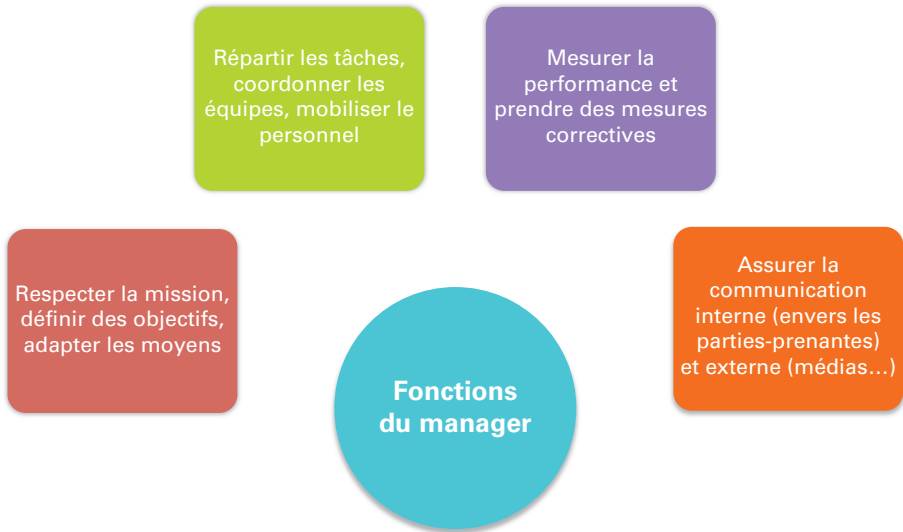 Répartir les tâches,
coordonner les
équipes, mobiliser le
personnel
Mesurer la
performance et
prendre des mesures
correctives
Respecter la mission,
définir des objectifs,
adapter les moyens
Assurer la
communication
interne (envers les
parties-prenantes)
et externe (médias…)
Fonctions
du manager